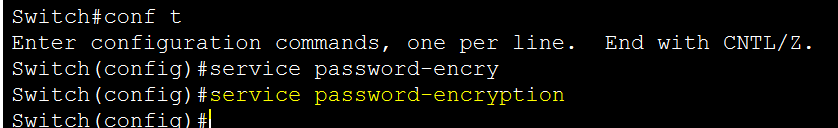 Switch#conf t
Enter configuration commands, one per line.  End with CNTL/Z.
Switch(config)#service password-encry
Switch(config)#service password-encryption
Switch(config)#